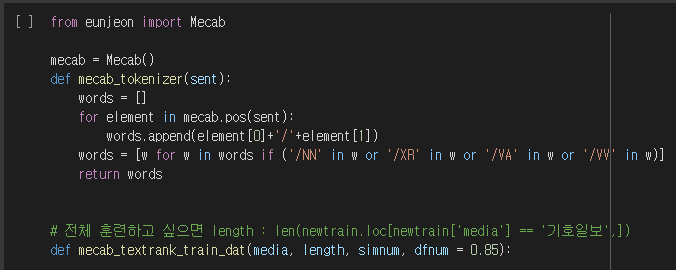 [ ] from eunjeon import Mecab
mecab = Mecab()
def mecab_tokenizer(sent):
words = []
for element in mecab.pos(sent):
words.append(element[0]+'/'+element[1])
words = [w for w in words if ('/NN' in w or '/XR' in w or '/VA' in w or '/VV' in w)]
return words
# 전체 훈련하고 싶으면 length : len(newtrain.loc[newtrain['media'] == '기호일보',])
def mecab_textrank_train_dat(media, length, simnum, dfnum = 0.85):